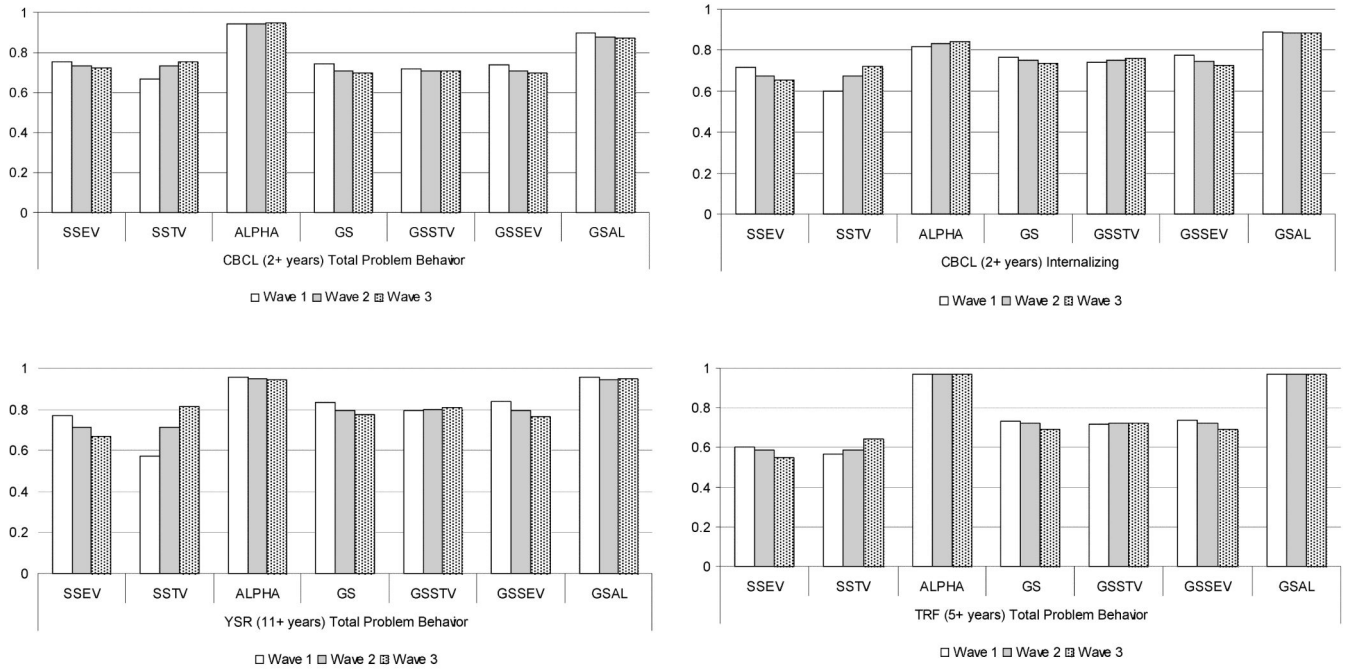 1
0.8
0.6
0.4
0.2
0
SSEV SSTV ALPHA GS GSSTV GSSEV GSAL
CBCL (2+ years) Total Problem Behavior
Wave 1 Wave 2 Wave 3
1
0.8
0.6
0.4
0.2
0
SSEV SSTV ALPHA GS GSSTV GSSEV GSAL
CBCL (2+ years) Internalizing
Wave 1 Wave 2 Wave 3
1
0.8
0.6
0.4
0.2
0
SSEV SSTV ALPHA GS GSSTV GSSEV GSAL
YSR (11+ years) Total Problem Behavior
Wave 1 Wave 2 Wave 3
1
0.8
0.6
0.4
0.2
0
SSEV SSTV ALPHA GS GSSTV GSSEV GSAL
TRF (5+ years) Total Problem Behavior
Wave 1 Wave 2 Wave 3